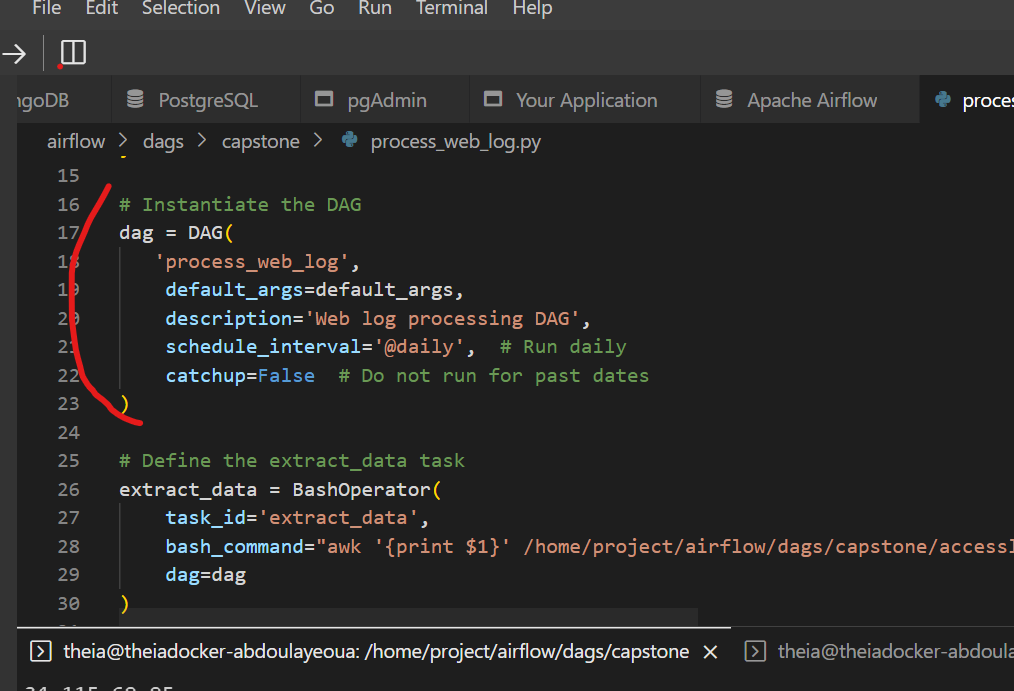 File Edit Selection View Go Run Terminal Help
ngoDB PostgreSQL pgAdmin Your Application Apache Airflow proces
airflow > dags > capstone > process_web_log.py
15
16 # Instantiate the DAG
17 dag = DAG(
18 'process_web_log',
19 default_args=default_args,
20 description='Web log processing DAG',
21 schedule_interval='@daily', # Run daily
22 catchup=False # Do not run for past dates
23 )
24
25 # Define the extract_data task
26 extract_data = BashOperator(
27 task_id='extract_data',
28 bash_command="awk '{print $1}' /home/project/airflow/dags/capstone/accessl
29 dag=dag
30 )
theia@theiadocker-abdoulayeoua: /home/project/airflow/dags/capstone × theia@theiadocker-abdoula